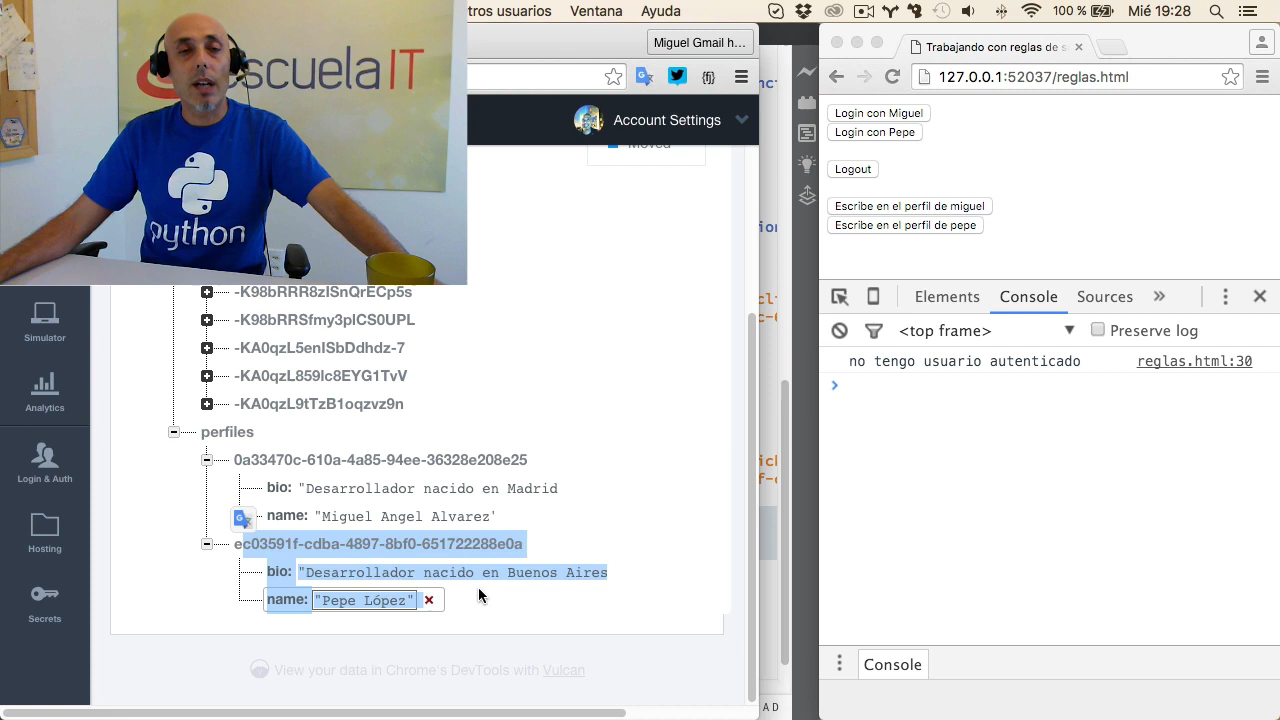 Ventana Ayuda
100 % Mié 19:28
Miguel Gmail h...
Trabajando con reglas de s
{fj}
127.0.0.1:52037/reglas.html
escuela IT
python
Account Settings
Moved
Login con Miguel
Login con Pepe
Logout
Escribe en el perfil de miguel
Escribe en el perfil de pepe
Simulator
Analytics
Login & Auth
Hosting
Secrets
-K98bRRR8zISnQrECp5s
-K98bRRSfmy3pICS0UPL
-KA0qzL5enISbDdhdz-7
-KA0qzL859lc8EYG1TvV
-KA0qzL9tTzB1oqzvz9n
perfiles
0a33470c-610a-4a85-94ee-36328e208e25
bio: "Desarrollador nacido en Madrid
name: "Miguel Angel Alvarez'
ec03591f-cdba-4897-8bf0-651722288e0a
bio: "Desarrollador nacido en Buenos Aires
name: "Pepe López"
View your data in Chrome's DevTools with Vulcan
Elements Console Sources
<top frame> Preserve log
no tengo usuario autenticado reglas.html:30
Console
A D